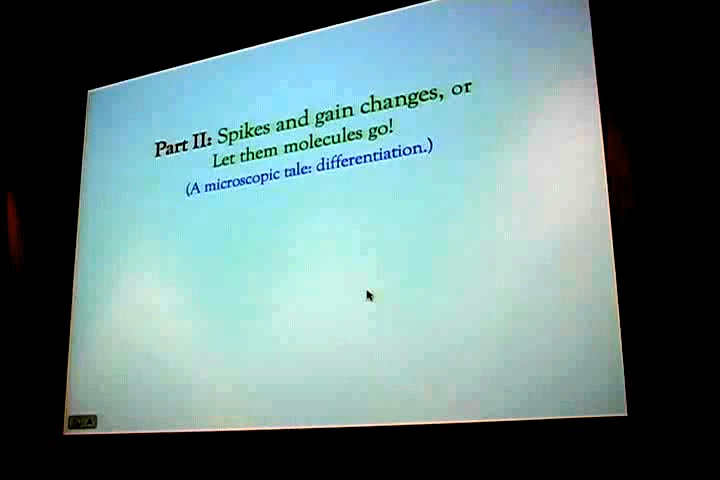 Part II: Spikes and gain changes, or
Let them molecules go!
(A microscopic tale: differentiation.)